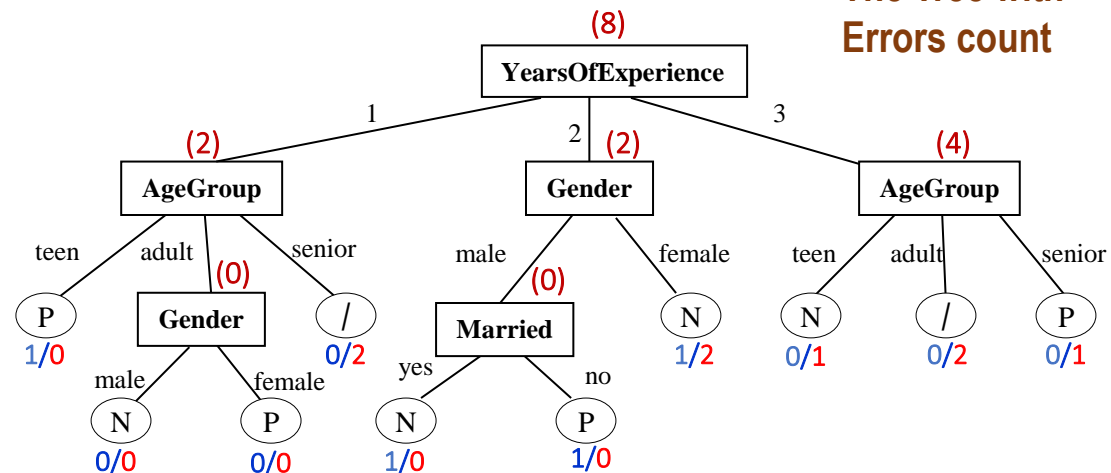 Errors count
(8)
YearsOfExperience
1
2
3
(2)
(2)
(4)
AgeGroup
Gender
AgeGroup
teen
adult
senior
male
female
teen
adult
senior
(0)
(0)
P
Gender
/
Married
N
N
/
P
1/0
0/2
1/2
0/1
0/2
0/1
male
female
yes
no
N
P
N
P
0/0
0/0
1/0
1/0